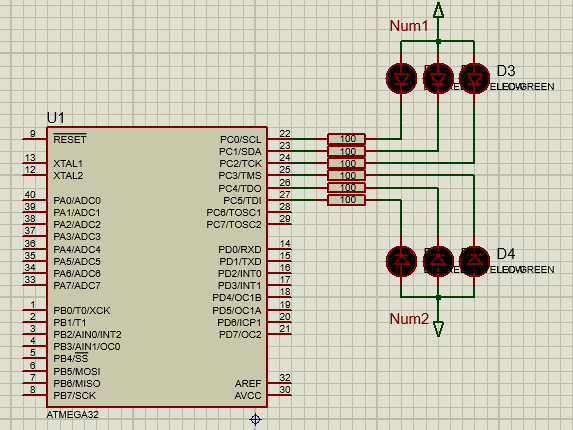 Num1
D3
U1
9 RESET
13 XTAL1
12 XTAL2
40 PA0/ADC0
39 PA1/ADC1
38 PA2/ADC2
37 PA3/ADC3
36 PA4/ADC4
35 PA5/ADC5
34 PA6/ADC6
33 PA7/ADC7
1 PB0/T0/XCK
2 PB1/T1
3 PB2/AIN0/INT2
4 PB3/AIN1/OC0
5 PB4/SS
6 PB5/MOSI
7 PB6/MISO
8 PB7/SCK
PC0/SCL 22 100
PC1/SDA 23 100
PC2/TCK 24 100
PC3/TMS 25 100
PC4/TDO 26 100
PC5/TDI 27 100
PC6/TOSC1 28
PC7/TOSC2 29
PD0/RXD 14
PD1/TXD 15
PD2/INT0 16
PD3/INT1 17
PD4/OC1B 18
PD5/OC1A 19
PD6/ICP1 20
PD7/OC2 21
AREF 32
AVCC 30
ATMEGA32
D4
Num2